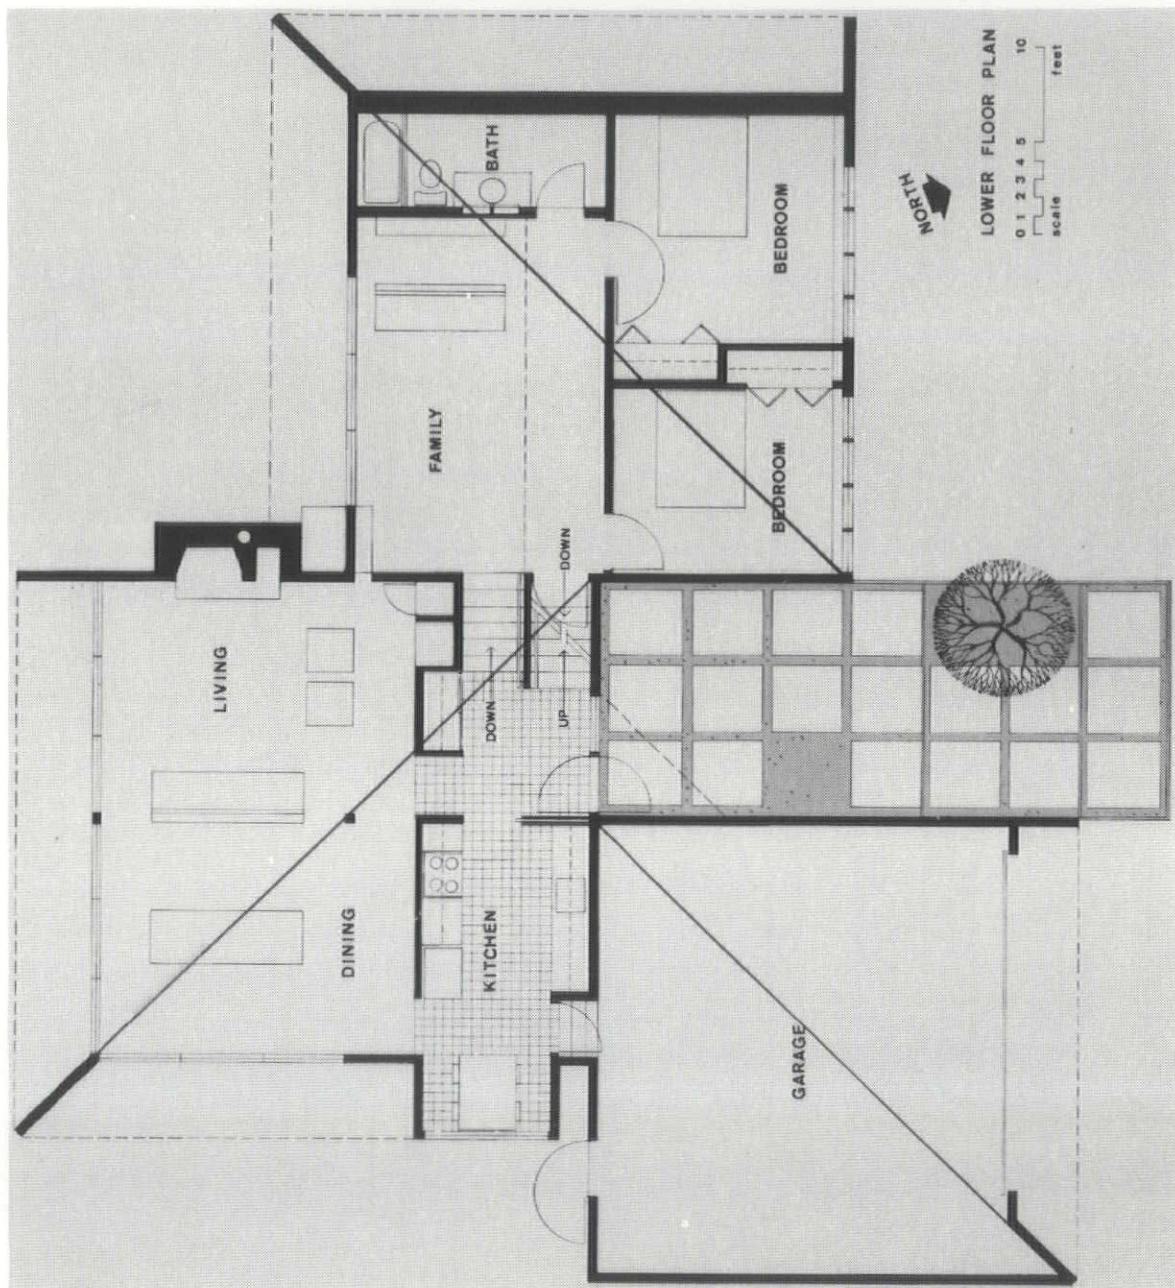 LOWER FLOOR PLAN
0 1 2 3 4 5 10
scale feet
NORTH
BATH
BEDROOM
FAMILY
BEDROOM
DOWN
LIVING
DOWN
UP
DINING
KITCHEN
GARAGE